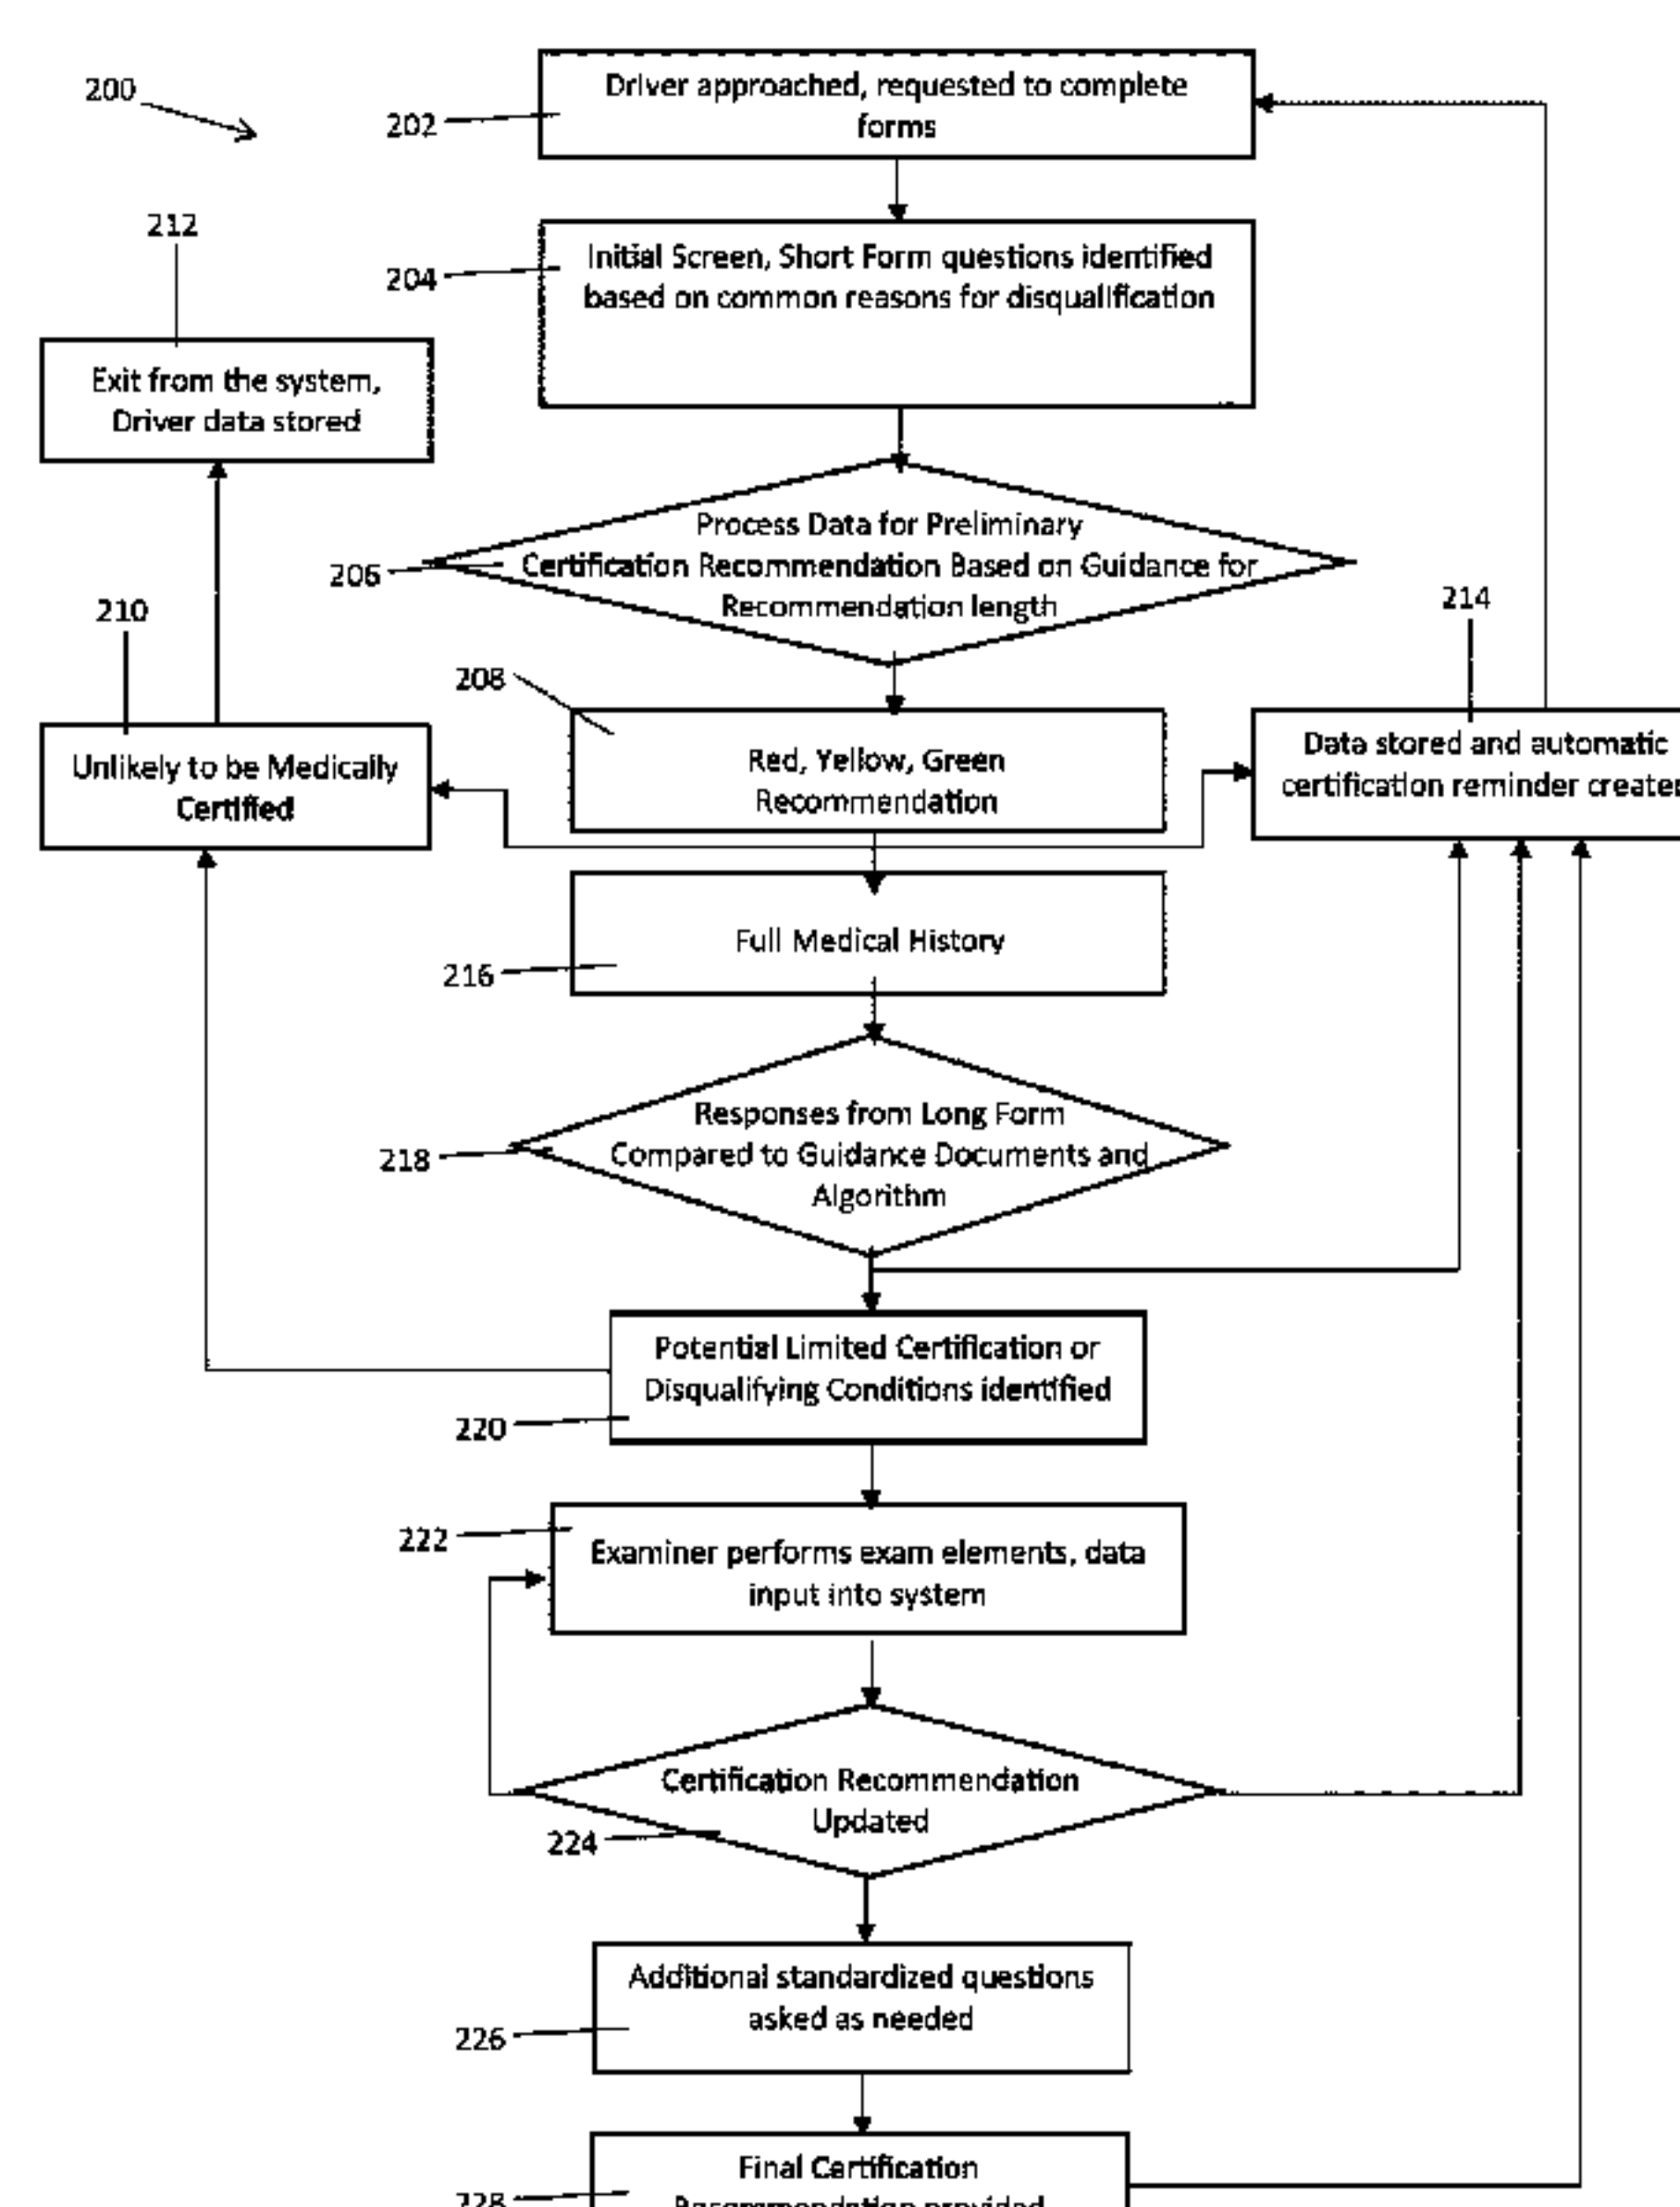 200
202
Driver approached, requested to complete
forms
212
204
Initial Screen, Short Form questions identified
based on common reasons for disqualification
Exit from the system,
Driver data stored
206
Process Data for Preliminary
Certification Recommendation Based on Guidance for
Recommendation length
210
214
208
Unlikely to be Medically
Certified
Red, Yellow, Green
Recommendation
Data stored and automatic
certification reminder
216
Full Medical History
218
Responses from Long Form
Compared to Guidance Documents and
Algorithm
Potential Limited Certification or
Disqualifying Conditions identified
220
222
Examiner performs exam elements, data
input into system
Certification Recommendation
Updated
224
Additional standardized questions
asked as needed
226
Final Certification
228
Recommendation provided